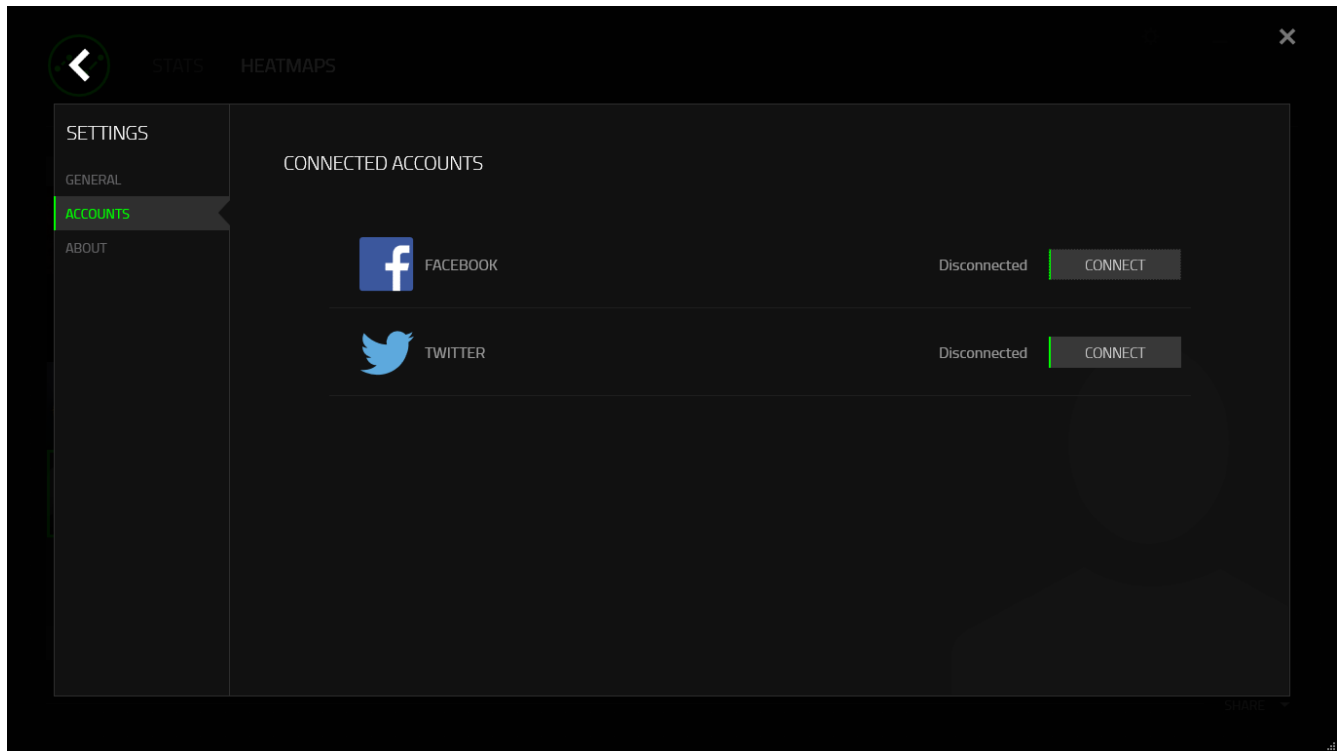 STATS HEATMAPS
SETTINGS
GENERAL
ACCOUNTS
ABOUT
CONNECTED ACCOUNTS
FACEBOOK Disconnected CONNECT
TWITTER Disconnected CONNECT
SHARE